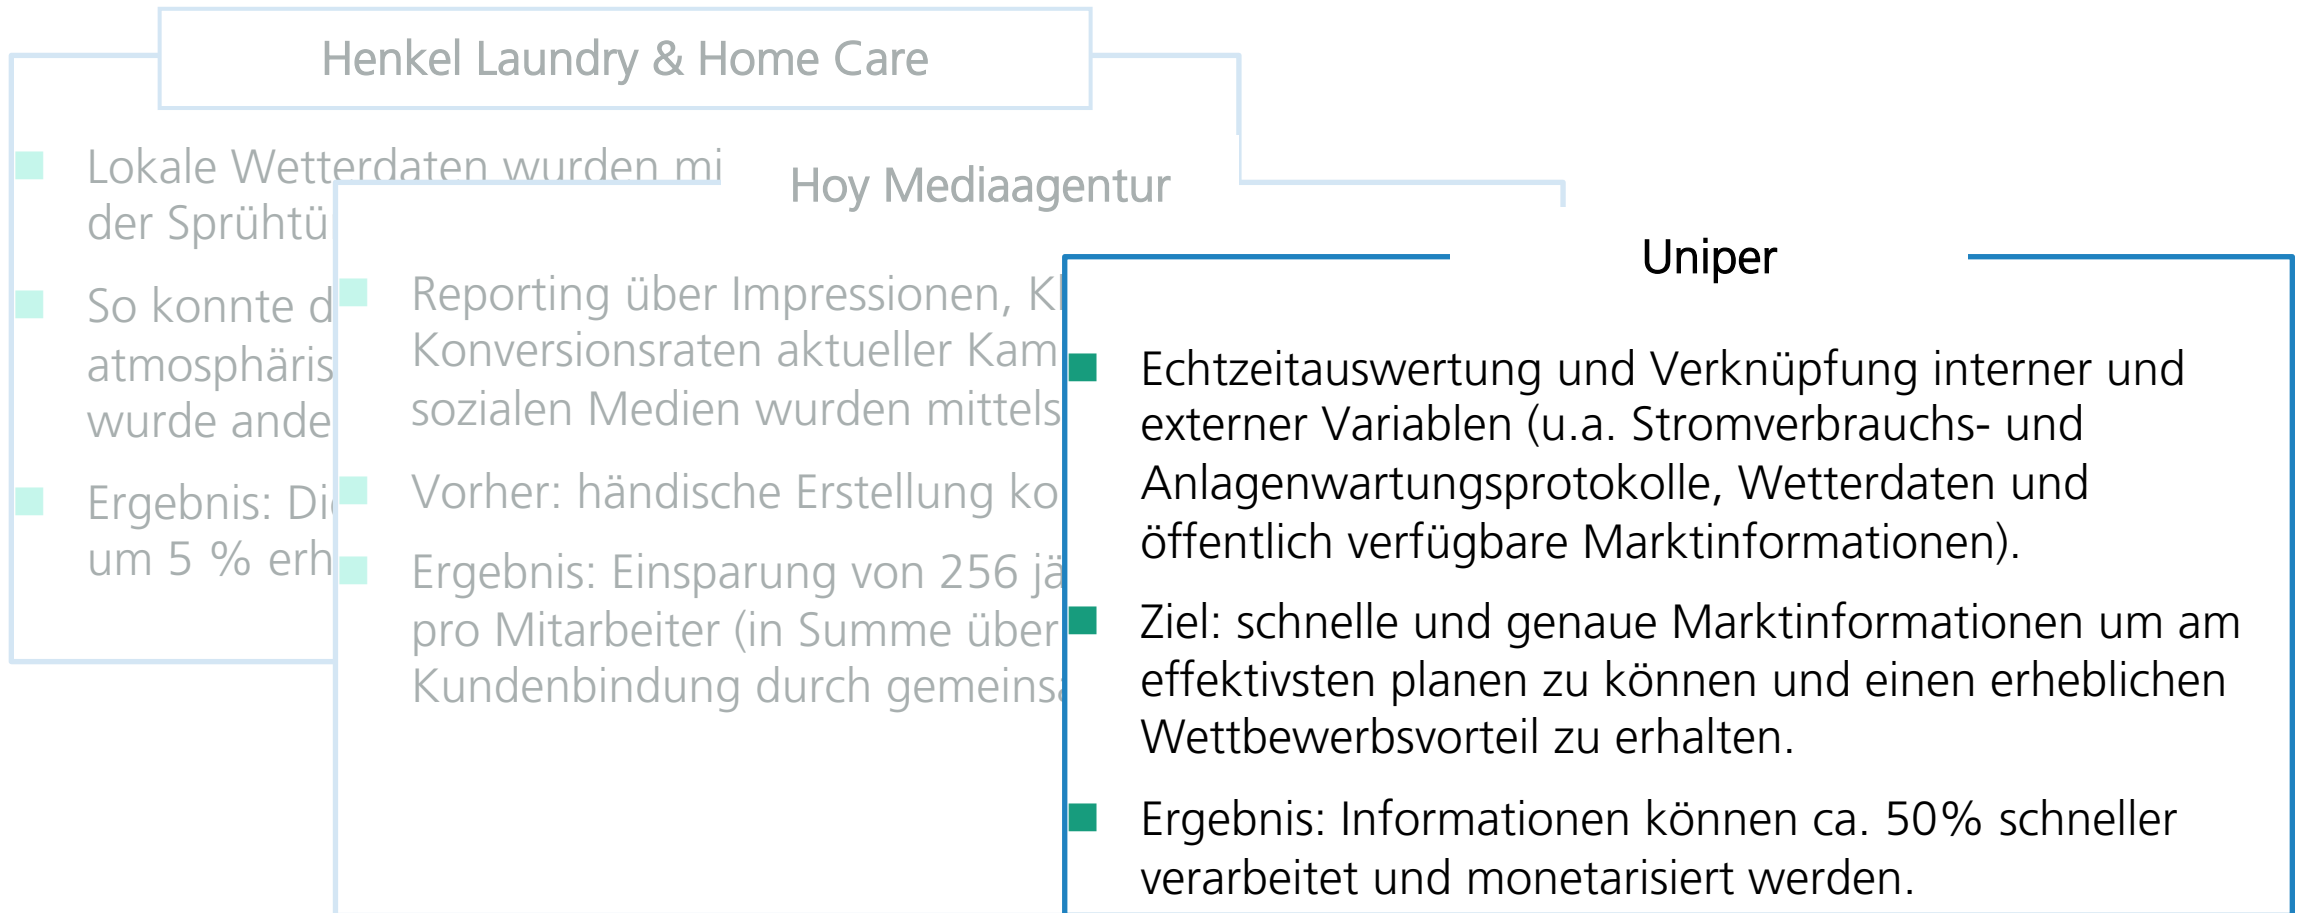 Henkel Laundry & Home Care
Lokale Wetterdaten wurden mi
der Sprühtü
So konnte d
atmosphäris
wurde ande
Ergebnis: Di
um 5 % erh
Hoy Mediaagentur
Reporting über Impressionen, Kl
Konversionsraten aktueller Kam
sozialen Medien wurden mittels
Vorher: händische Erstellung ko
Ergebnis: Einsparung von 256 jä
pro Mitarbeiter (in Summe über
Kundenbindung durch gemeinsa
Uniper
Echtzeitauswertung und Verknüpfung interner und
externer Variablen (u.a. Stromverbrauchs- und
Anlagenwartungsprotokolle, Wetterdaten und
öffentlich verfügbare Marktinformationen).
Ziel: schnelle und genaue Marktinformationen um am
effektivsten planen zu können und einen erheblichen
Wettbewerbsvorteil zu erhalten.
Ergebnis: Informationen können ca. 50% schneller
verarbeitet und monetarisiert werden.